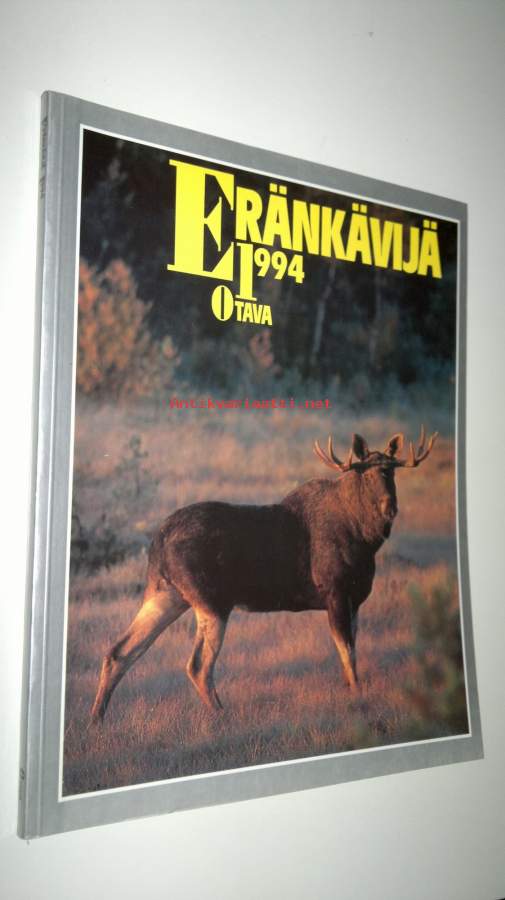 ERÄNKÄVIJÄ
1994
OTAVA
Antikvariaatti.net